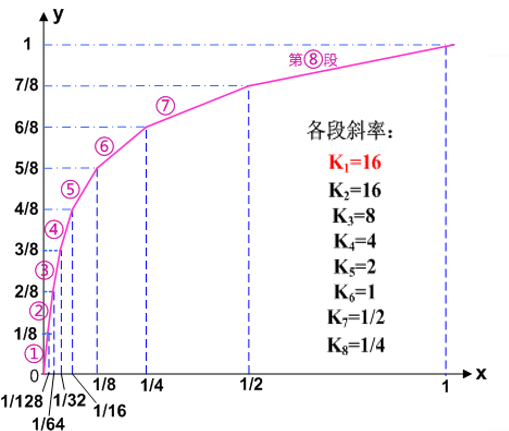 y
1
7/8
6/8
5/8
4/8
3/8
2/8
1/8
0
第⑧段
⑦
⑥
⑤
④
③
②
①
各段斜率：
K₁=16
K₂=16
K₃=8
K₄=4
K₅=2
K₆=1
K₇=1/2
K₈=1/4
1/128
1/64
1/32
1/16
1/8
1/4
1/2
1
x